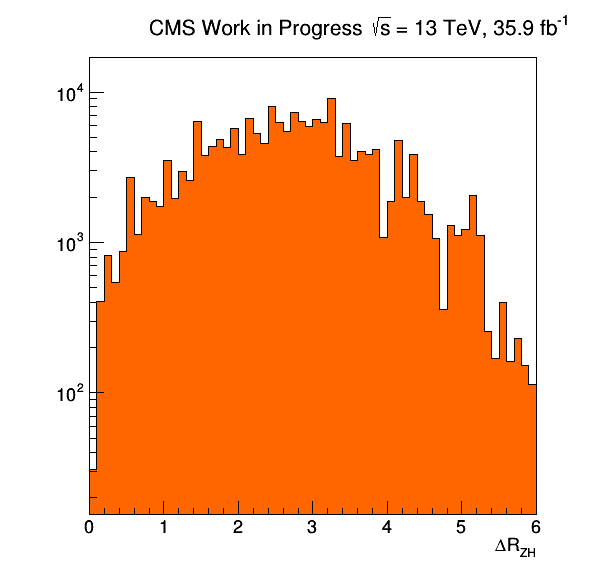 CMS Work in Progress √s = 13 TeV, 35.9 fb⁻¹
10⁴
10³
10²
0 1 2 3 4 5 6
ΔR_ZH